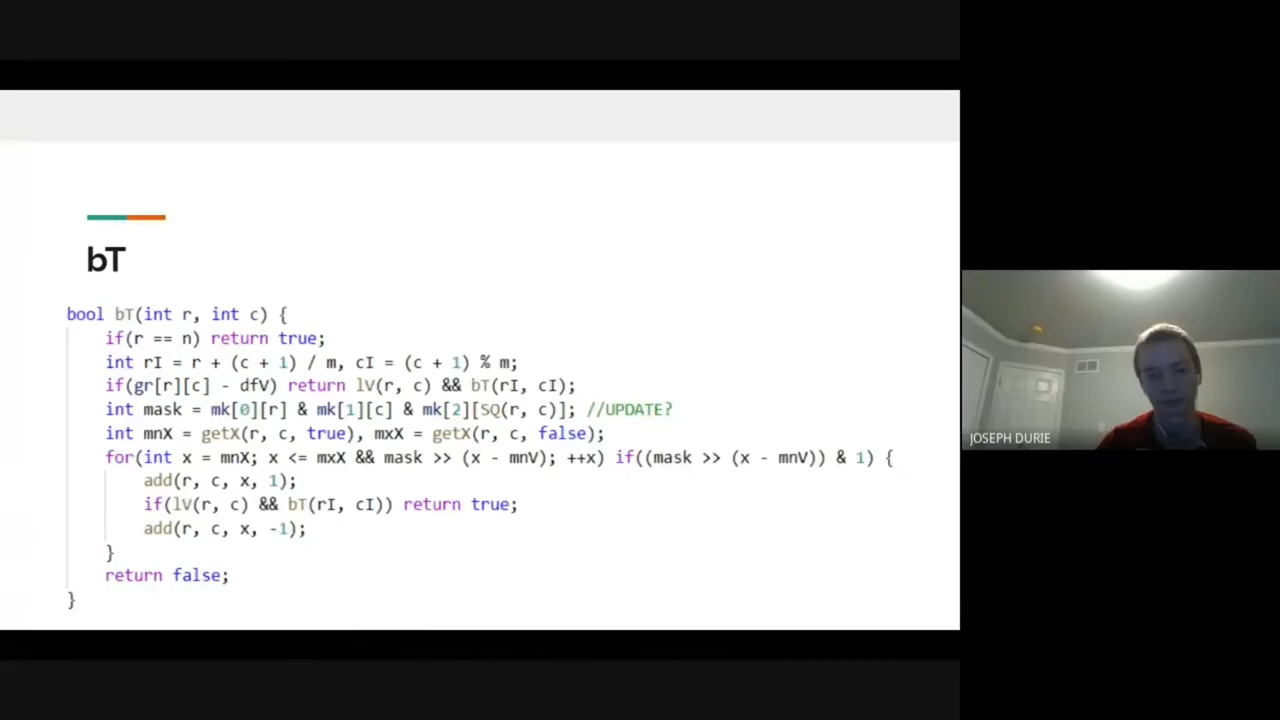 bT
bool bT(int r, int c) {
if(r == n) return true;
int rI = r + (c + 1) / m, cI = (c + 1) % m;
if(gr[r][c] - dfV) return lV(r, c) && bT(rI, cI);
int mask = mk[0][r] & mk[1][c] & mk[2][SQ(r, c)]; //UPDATE?
int mnX = getX(r, c, true), mxX = getX(r, c, false);
for(int x = mnX; x <= mxX && mask >> (x - mnV); ++x) if((mask >> (x - mnV)) & 1) {
add(r, c, x, 1);
if(lV(r, c) && bT(rI, cI)) return true;
add(r, c, x, -1);
}
return false;
}
JOSEPH DURIE